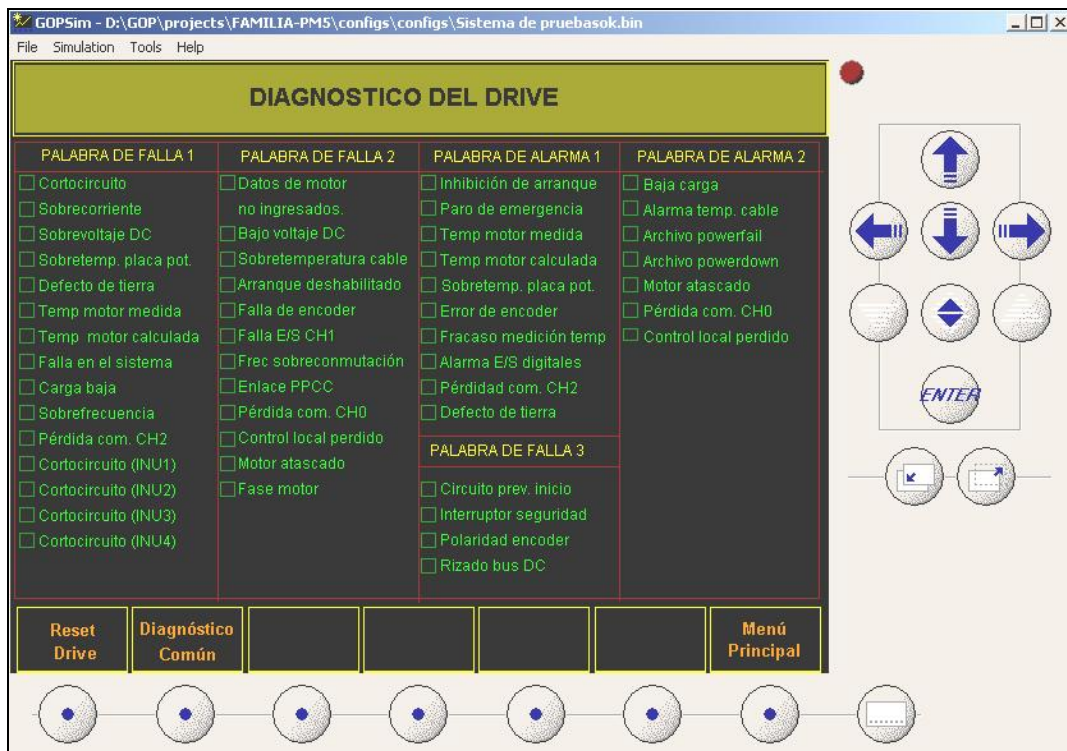 GOPSim - D:\GOP\projects\FAMILIA-PM5\configs\configs\Sistema de pruebasok.bin
File Simulation Tools Help
DIAGNOSTICO DEL DRIVE
PALABRA DE FALLA 1
Cortocircuito
Sobrecorriente
Sobrevoltaje DC
Sobretemp. placa pot.
Defecto de tierra
Temp motor medida
Temp motor calculada
Falla en el sistema
Carga baja
Sobrefrecuencia
Pérdida com. CH2
Cortocircuito (INU1)
Cortocircuito (INU2)
Cortocircuito (INU3)
Cortocircuito (INU4)
PALABRA DE FALLA 2
Datos de motor
no ingresados.
Bajo voltaje DC
Sobretemperatura cable
Arranque deshabilitado
Falla de encoder
Falla E/S CH1
Frec sobreconmutación
Enlace PPCC
Pérdida com. CH0
Control local perdido
Motor atascado
Fase motor
PALABRA DE ALARMA 1
Inhibición de arranque
Paro de emergencia
Temp motor medida
Temp motor calculada
Sobretemp. placa pot.
Error de encoder
Fracaso medición temp
Alarma E/S digitales
Pérdidad com. CH2
Defecto de tierra
PALABRA DE FALLA 3
Circuito prev. inicio
Interruptor seguridad
Polaridad encoder
Rizado bus DC
PALABRA DE ALARMA 2
Baja carga
Alarma temp. cable
Archivo powerfail
Archivo powerdown
Motor atascado
Pérdida com. CH0
Control local perdido
Reset
Drive
Diagnóstico
Común
Menú
Principal
ENTER